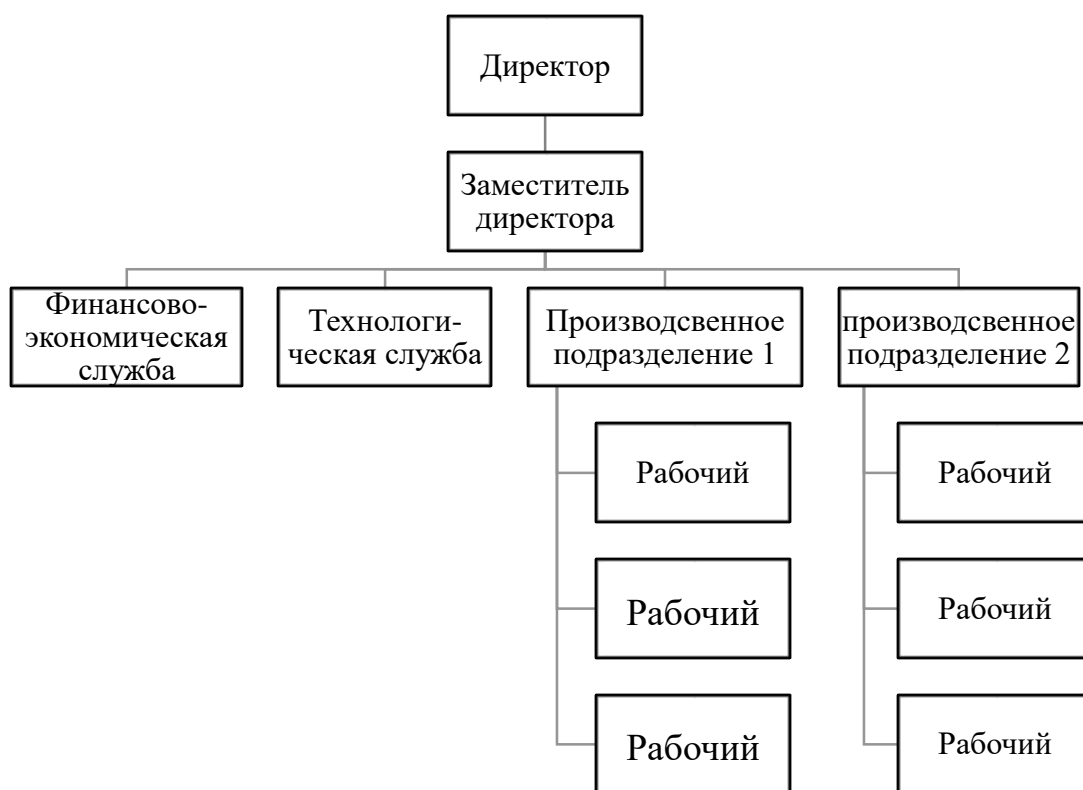 Директор
Заместитель
директора
Финансово-
экономическая
служба
Технологи-
ческая служба
Производсвенное
подразделение 1
производсвенное
подразделение 2
Рабочий
Рабочий
Рабочий
Рабочий
Рабочий
Рабочий